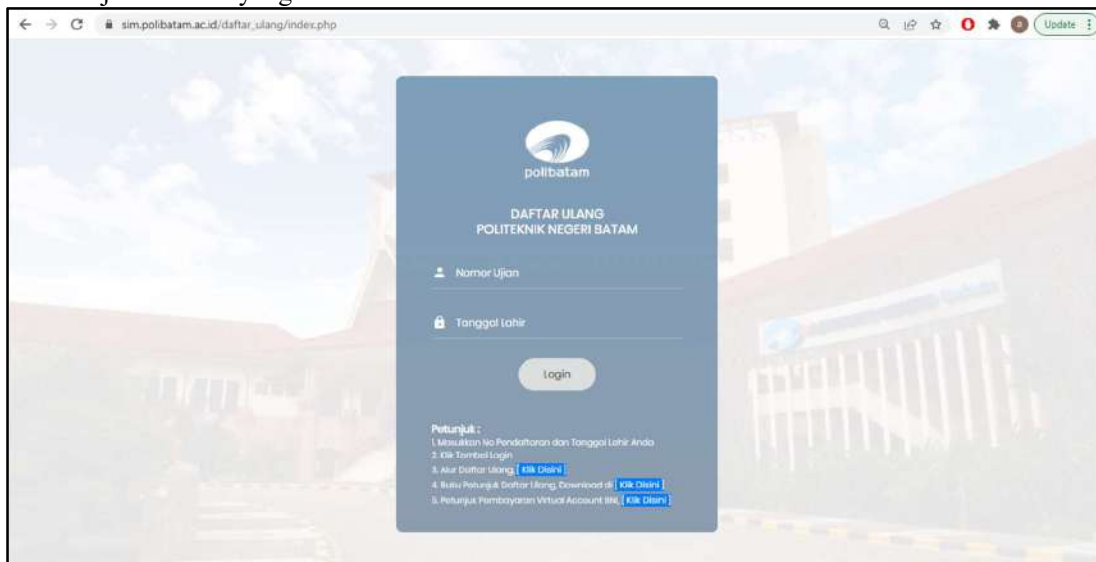 sim.polibatam.ac.id/daftar_ulang/index.php
Update
polibatam
DAFTAR ULANG
POLITEKNIK NEGERI BATAM
Nomor Ujian
Tanggal Lahir
Login
Petunjuk :
1. Masukkan No Pendaftaran dan Tanggal Lahir Anda
2. Klik Tombol Login
3. Alur Daftar Ulang, [ Klik Disini ]
4. Buku Petunjuk Daftar Ulang, Download di [ Klik Disini ]
5. Petunjuk Pembayaran Virtual Account BNI, [ Klik Disini ]